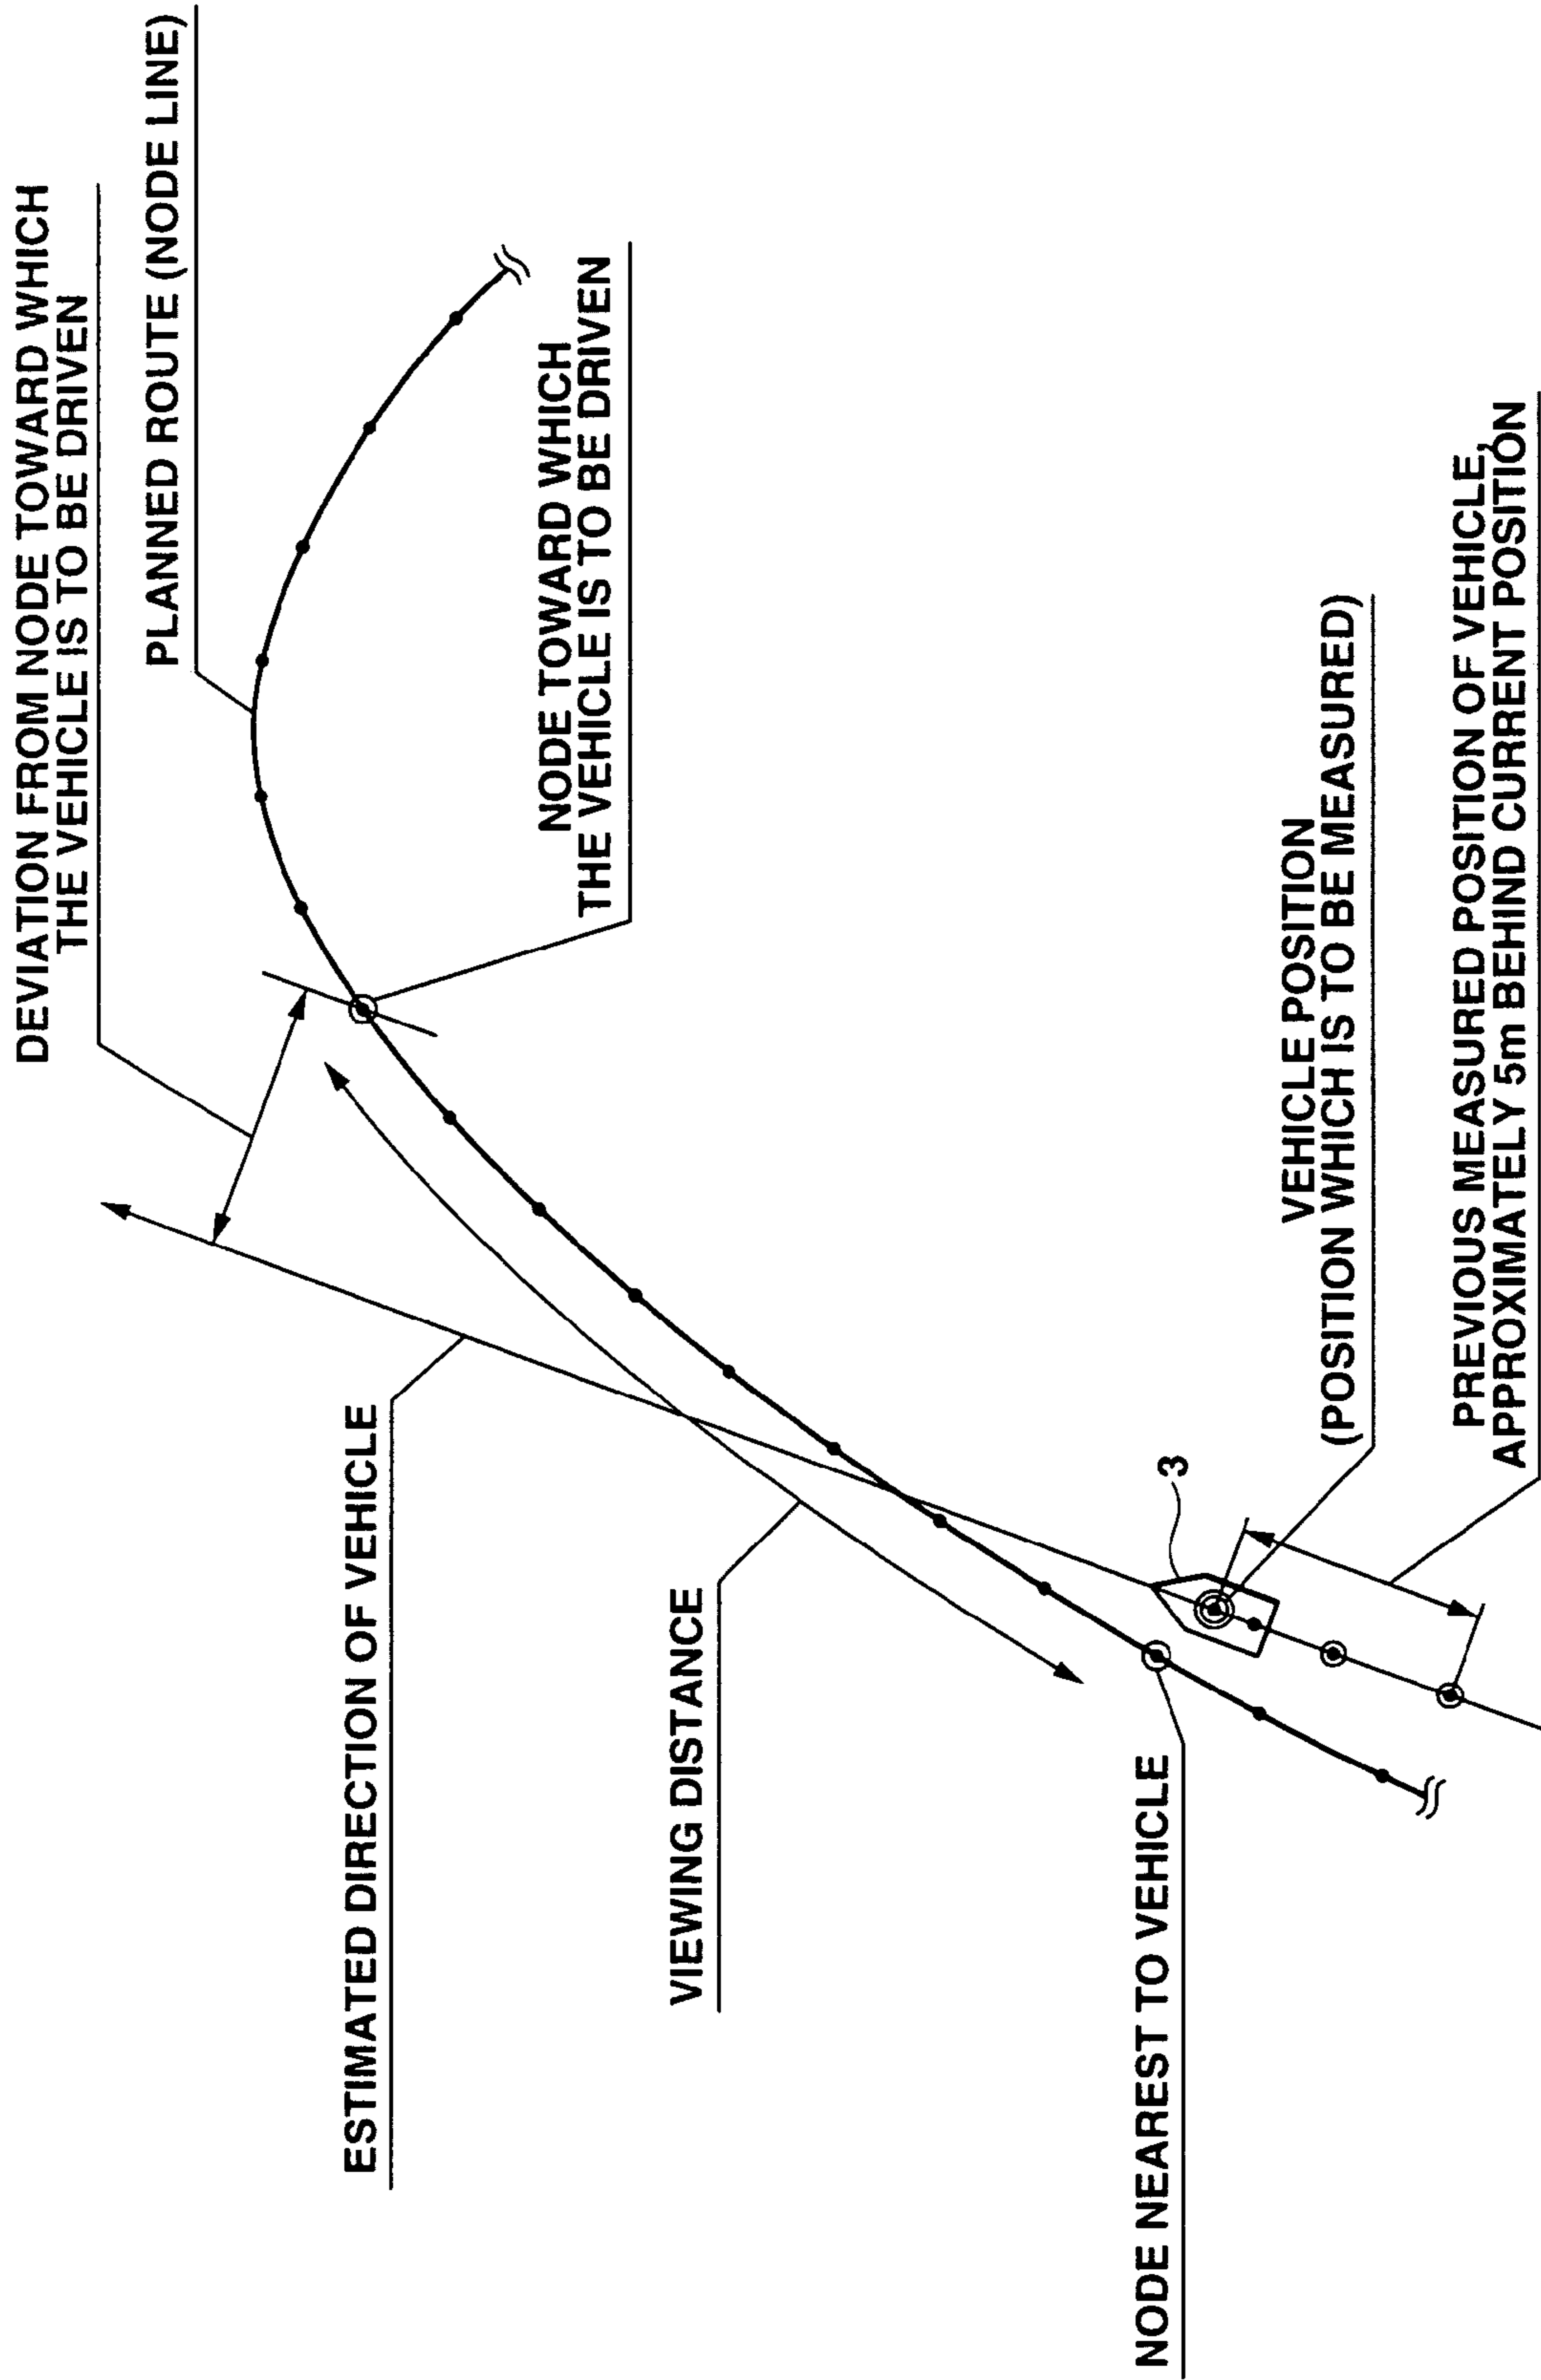 DEVIATION FROM NODE TOWARD WHICH
THE VEHICLE IS TO BE DRIVEN
PLANNED ROUTE (NODE LINE)
ESTIMATED DIRECTION OF VEHICLE
NODE TOWARD WHICH
THE VEHICLE IS TO BE DRIVEN
VIEWING DISTANCE
NODE NEAREST TO VEHICLE
3
VEHICLE POSITION
(POSITION WHICH IS TO BE MEASURED)
PREVIOUS MEASURED POSITION OF VEHICLE,
APPROXIMATELY 5m BEHIND CURRENT POSITION